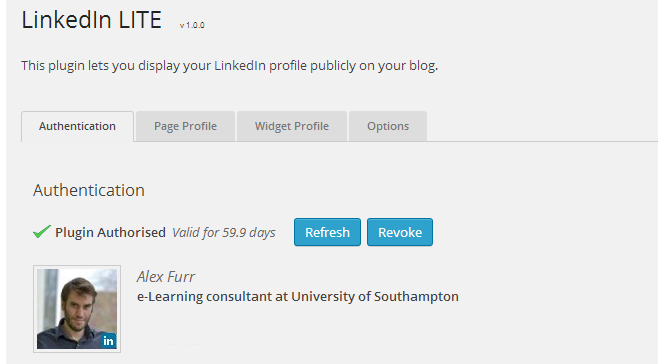 LinkedIn LITE v 1.0.0
This plugin lets you display your LinkedIn profile publicly on your blog.
Authentication Page Profile Widget Profile Options
Authentication
Plugin Authorised Valid for 59.9 days Refresh Revoke
Alex Furr
e-Learning consultant at University of Southampton
in